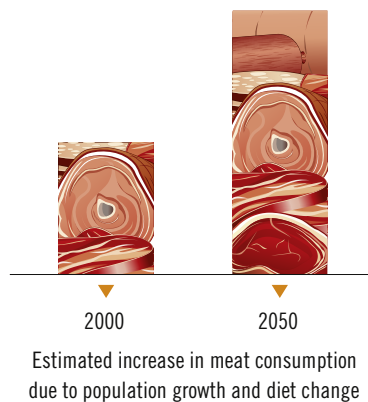 2000
2050
Estimated increase in meat consumption
due to population growth and diet change